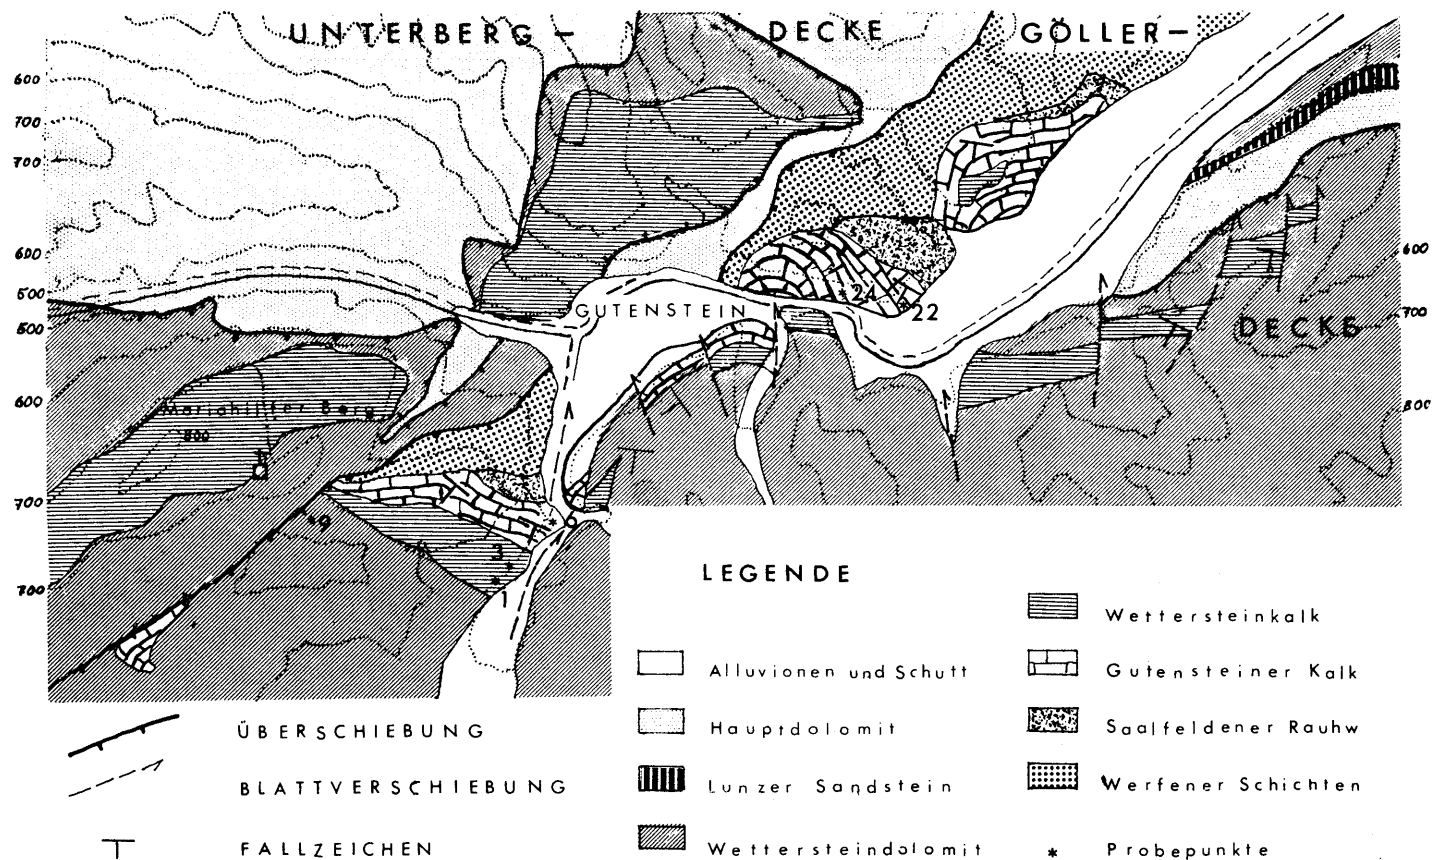 UNTERBERG – DECKE GÖLLER –
600
700
700
600
500
500
600
700
700
600
700
800
GUTENSTEIN
24
22
DECKE
Mariahilfer Berg
800
9
3
1
LEGENDE
Wettersteinkalk
Alluvionen und Schutt
Gutensteiner Kalk
ÜBERSCHIEBUNG
Hauptdolomit
Saalfeldener Rauhw
BLATTVERSCHIEBUNG
Lunzer Sandstein
Werfener Schichten
FALLZEICHEN
Wettersteindolomit
* Probepunkte